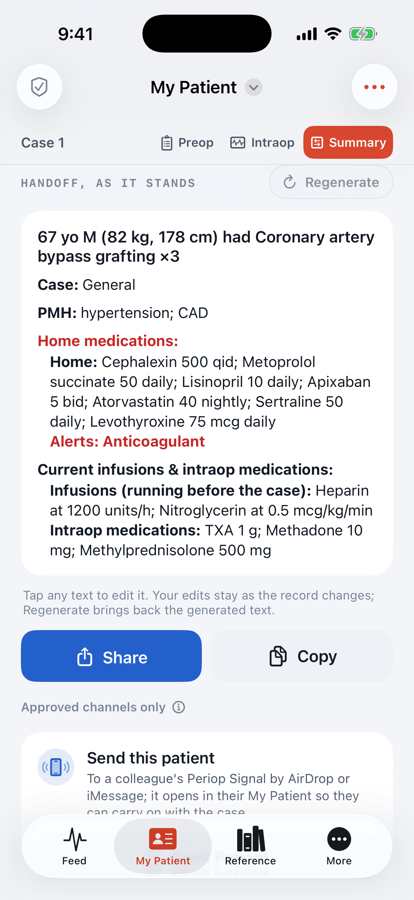 9:41
My Patient
Case 1
Preop
Intraop
Summary
HANDOFF, AS IT STANDS
Regenerate
67 yo M (82 kg, 178 cm) had Coronary artery
bypass grafting ×3
Case: General
PMH: hypertension; CAD
Home medications:
Home: Cephalexin 500 qid; Metoprolol
succinate 50 daily; Lisinopril 10 daily; Apixaban
5 bid; Atorvastatin 40 nightly; Sertraline 50
daily; Levothyroxine 75 mcg daily
Alerts: Anticoagulant
Current infusions & intraop medications:
Infusions (running before the case): Heparin
at 1200 units/h; Nitroglycerin at 0.5 mcg/kg/min
Intraop medications: TXA 1 g; Methadone 10
mg; Methylprednisolone 500 mg
Tap any text to edit it. Your edits stay as the record changes;
Regenerate brings back the generated text.
Share
Copy
Approved channels only
Send this patient
To a colleague's Periop Signal by AirDrop or
iMessage; it opens in their My Patient so they
can carry on with the case
Feed
My Patient
Reference
More